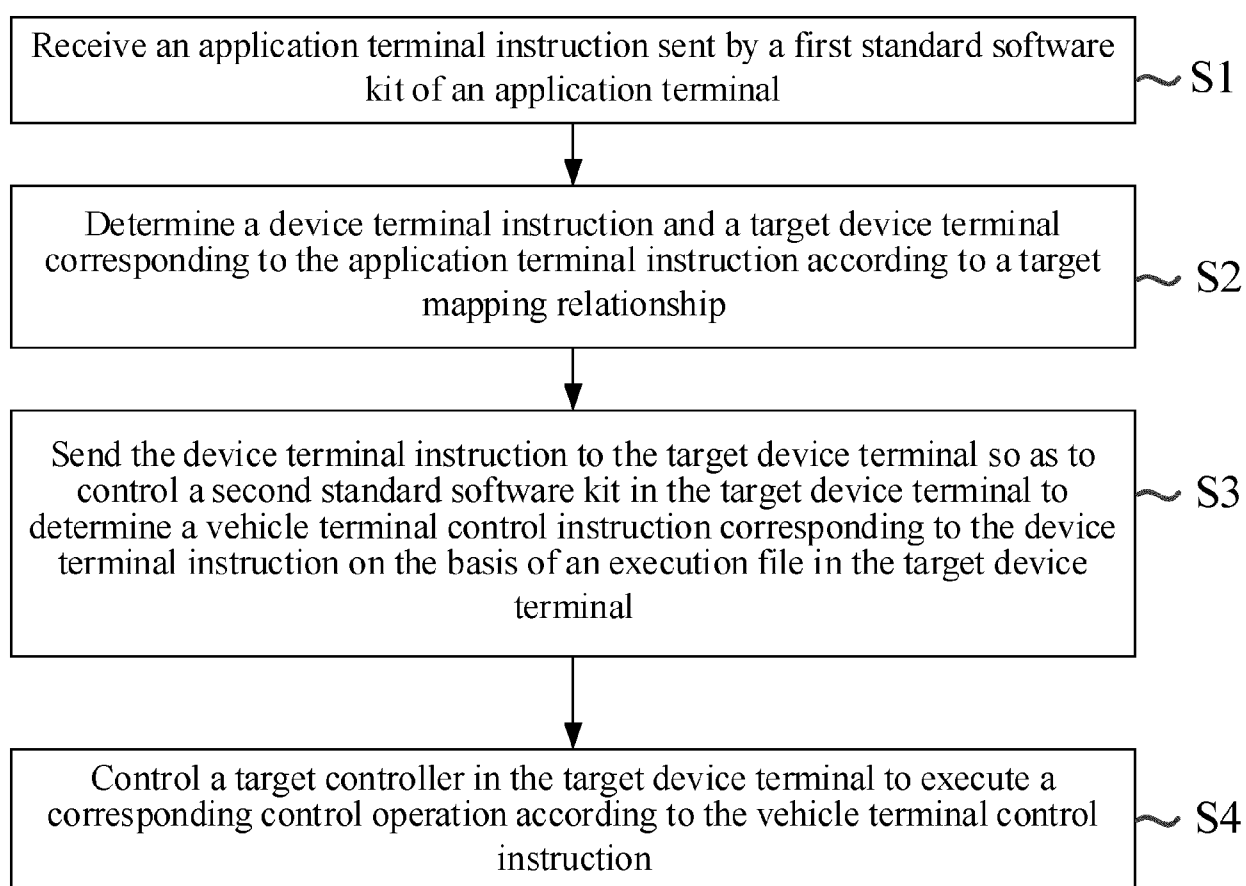 Receive an application terminal instruction sent by a first standard software
kit of an application terminal
S1
Determine a device terminal instruction and a target device terminal
corresponding to the application terminal instruction according to a target
mapping relationship
S2
Send the device terminal instruction to the target device terminal so as to
control a second standard software kit in the target device terminal to
determine a vehicle terminal control instruction corresponding to the device
terminal instruction on the basis of an execution file in the target device
terminal
S3
Control a target controller in the target device terminal to execute a
corresponding control operation according to the vehicle terminal control
instruction
S4